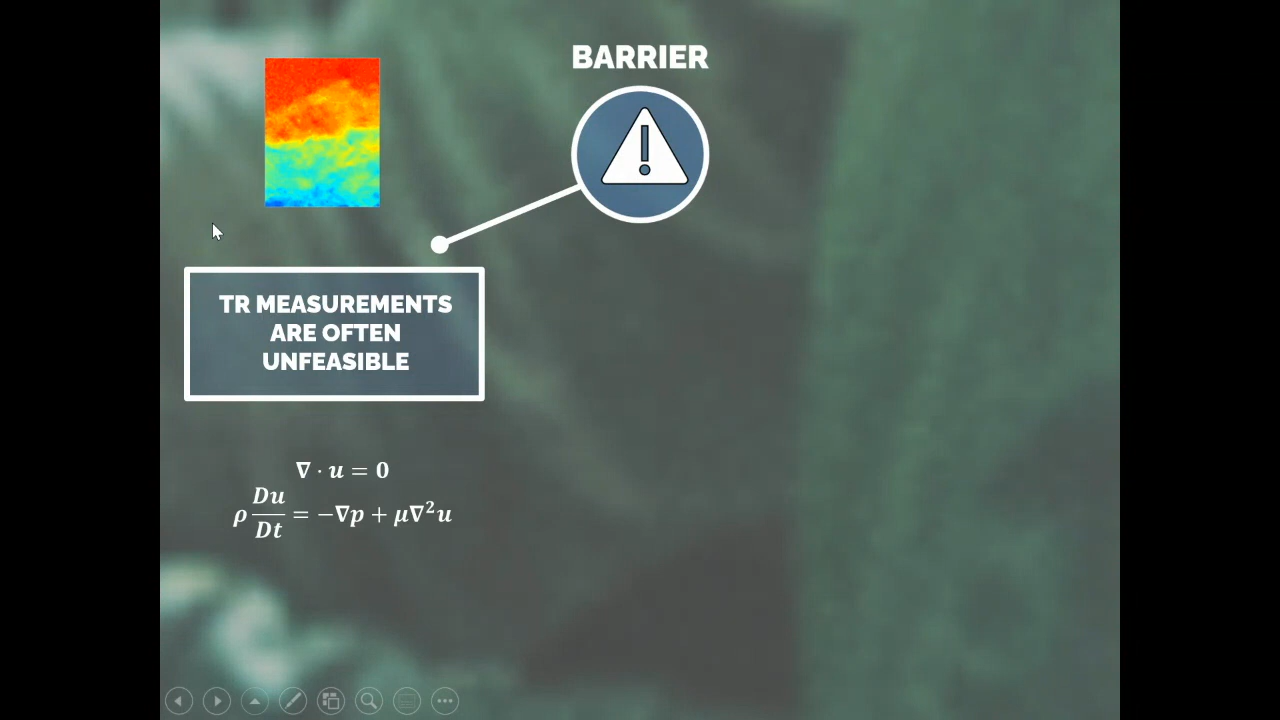 BARRIER
TR MEASUREMENTS
ARE OFTEN
UNFEASIBLE
∇ · u = 0
ρ Du/Dt = −∇p + μ∇²u